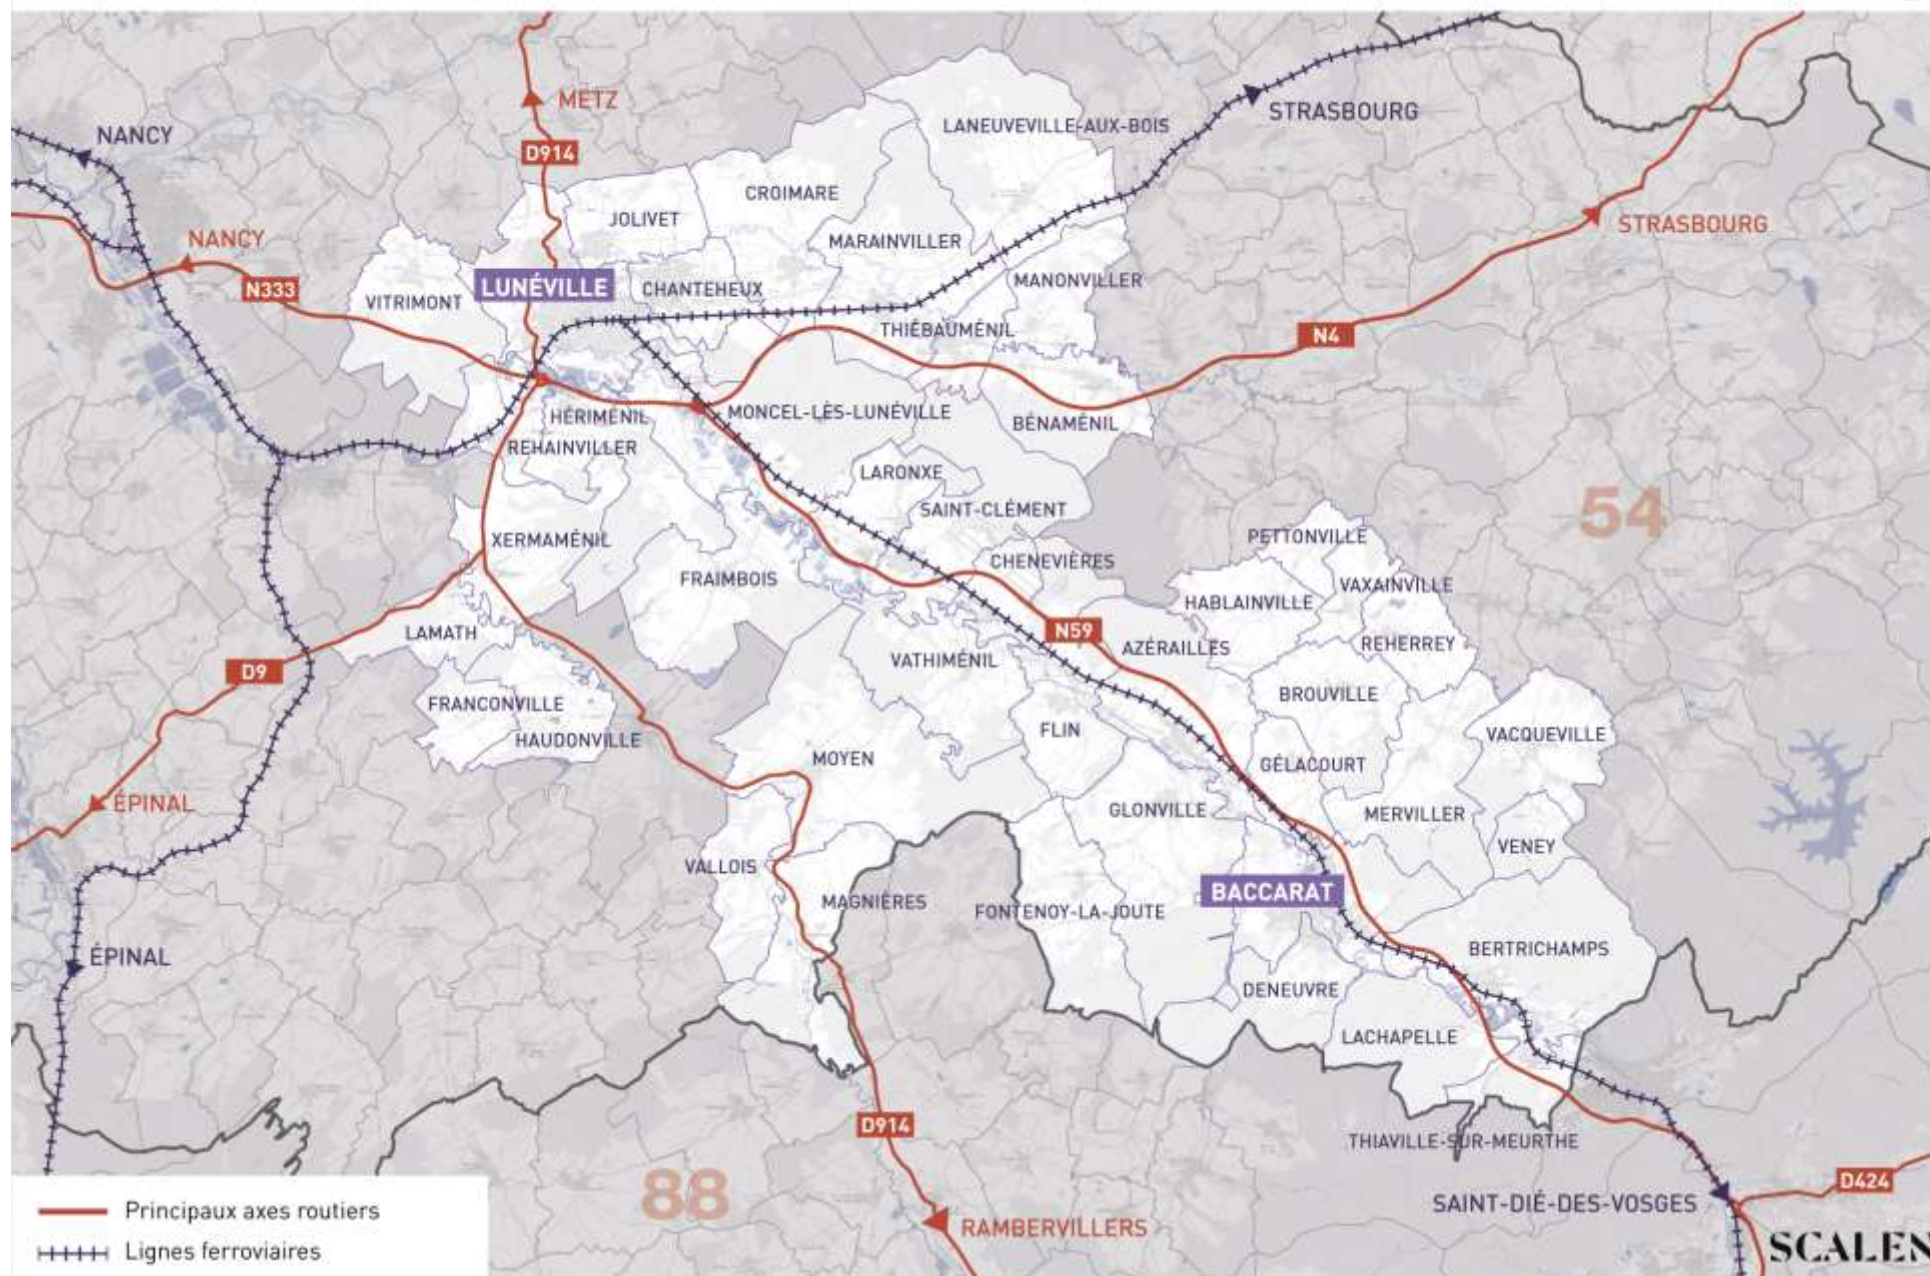 METZ
LANEUVEVILLE-AUX-BOIS
STRASBOURG
NANCY
D914
CROIMARE
JOLIVET
STRASBOURG
NANCY
MARAINVILLER
MANONVILLER
N333
LUNÉVILLE
CHANTEHEUX
VITRIMONT
THIÉBAUMÉNIL
N4
HÉRIMÉNIL
MONCEL-LÈS-LUNÉVILLE
BÉNAMÉNIL
REHAINVILLER
LARONXE
SAINT-CLÉMENT
54
XERMAMÉNIL
PETTONVILLE
CHENEVIÈRES
FRAIMBOIS
VAXAINVILLE
HABLAINVILLE
LAMATH
N59
AZÉRAILLES
REHERREY
D9
VATHIMÉNIL
BROUVILLE
FRANCONVILLE
FLIN
VACQUEVILLE
HAUDONVILLE
MOYEN
GÉLACOURT
ÉPINAL
GLONVILLE
MERVILLER
VENEY
VALLOIS
BACCARAT
MAGNIÈRES
FONTENOY-LA-JOUTE
ÉPINAL
BERTRICHAMPS
DENEUVRE
LACHAPELLE
D914
THIAVILLE-SUR-MEURTHE
88
D424
SAINT-DIÉ-DES-VOSGES
Principaux axes routiers
RAMBERVILLERS
Lignes ferroviaires
SCALEN